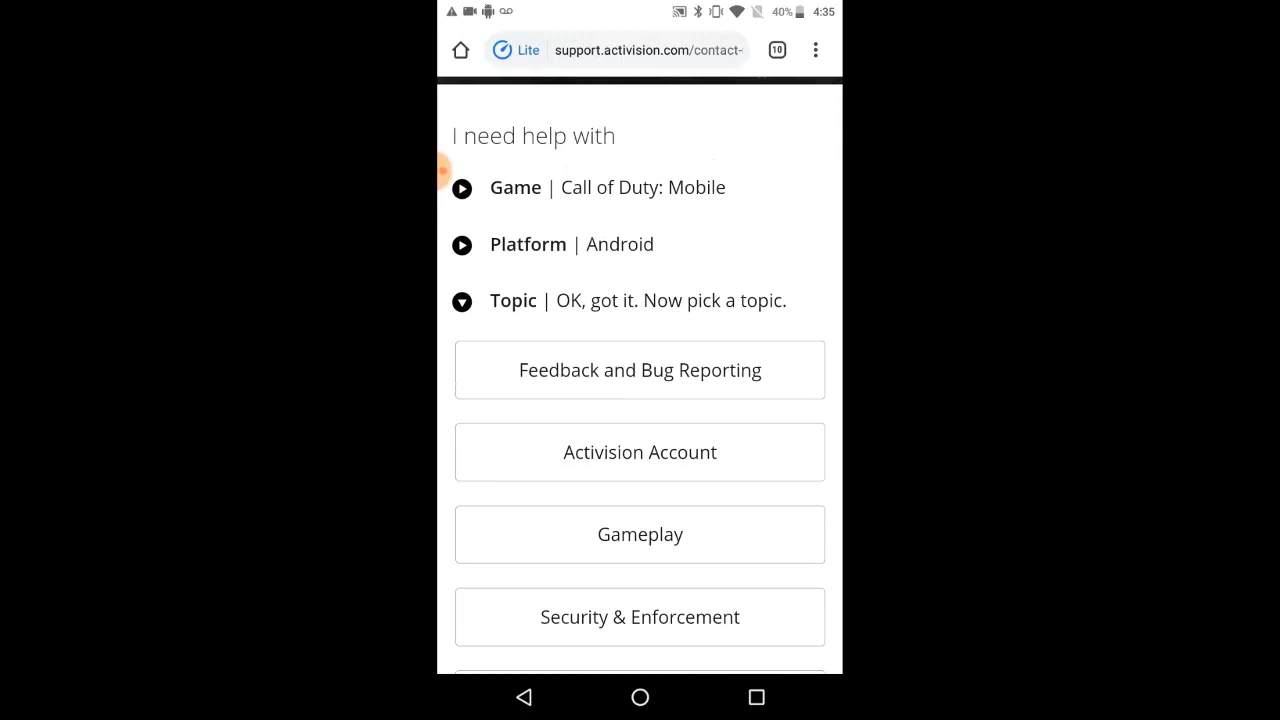 40% 4:35
Lite support.activision.com/contact- 10
I need help with
Game | Call of Duty: Mobile
Platform | Android
Topic | OK, got it. Now pick a topic.
Feedback and Bug Reporting
Activision Account
Gameplay
Security & Enforcement